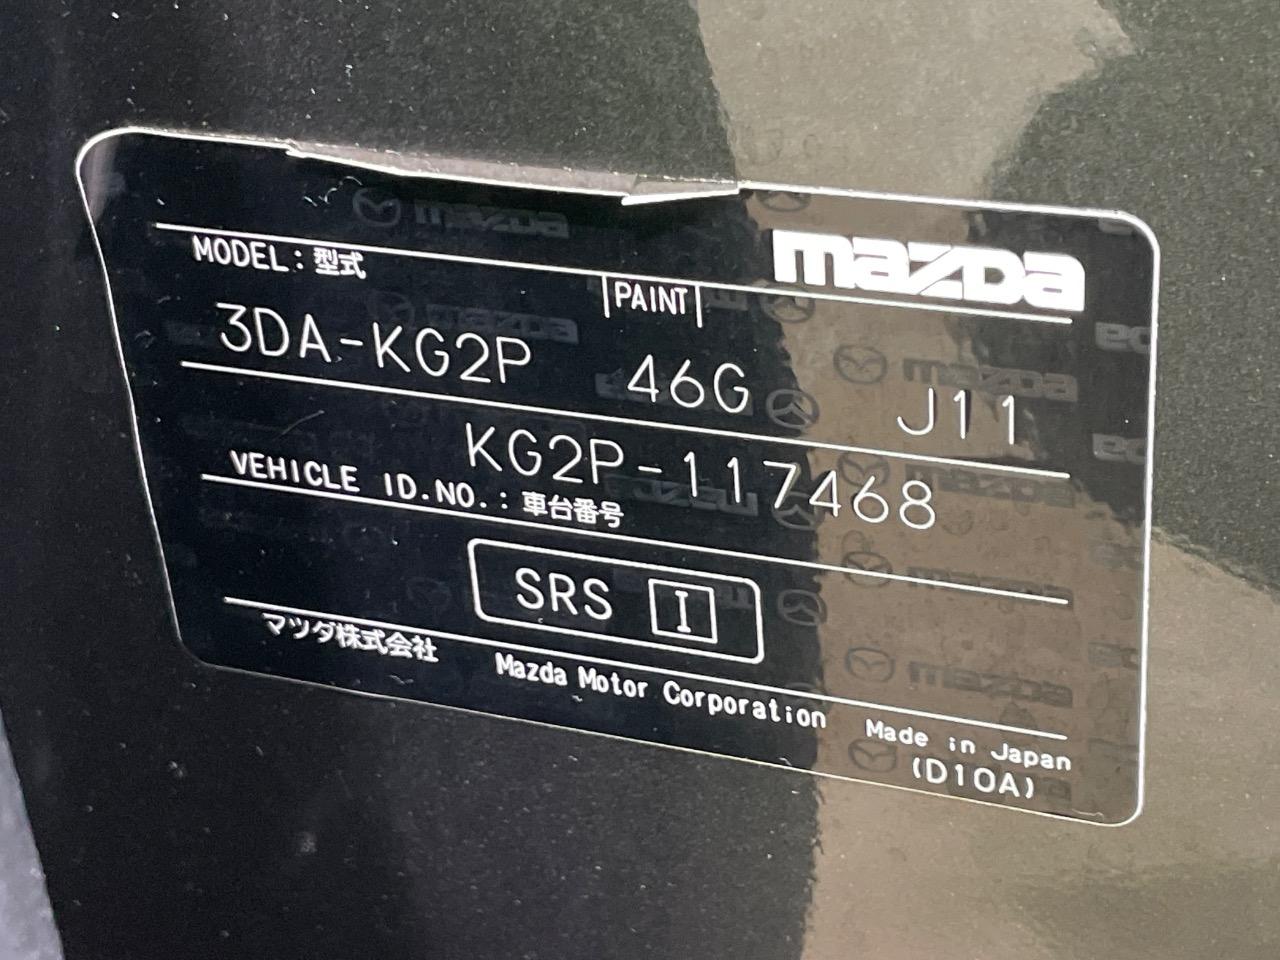 mazda
MODEL: 型式 PAINT
3DA-KG2P 46G J11
KG2P-117468
VEHICLE ID.NO.: 車台番号
SRS I
マツダ株式会社 Mazda Motor Corporation Made in Japan
(D10A)